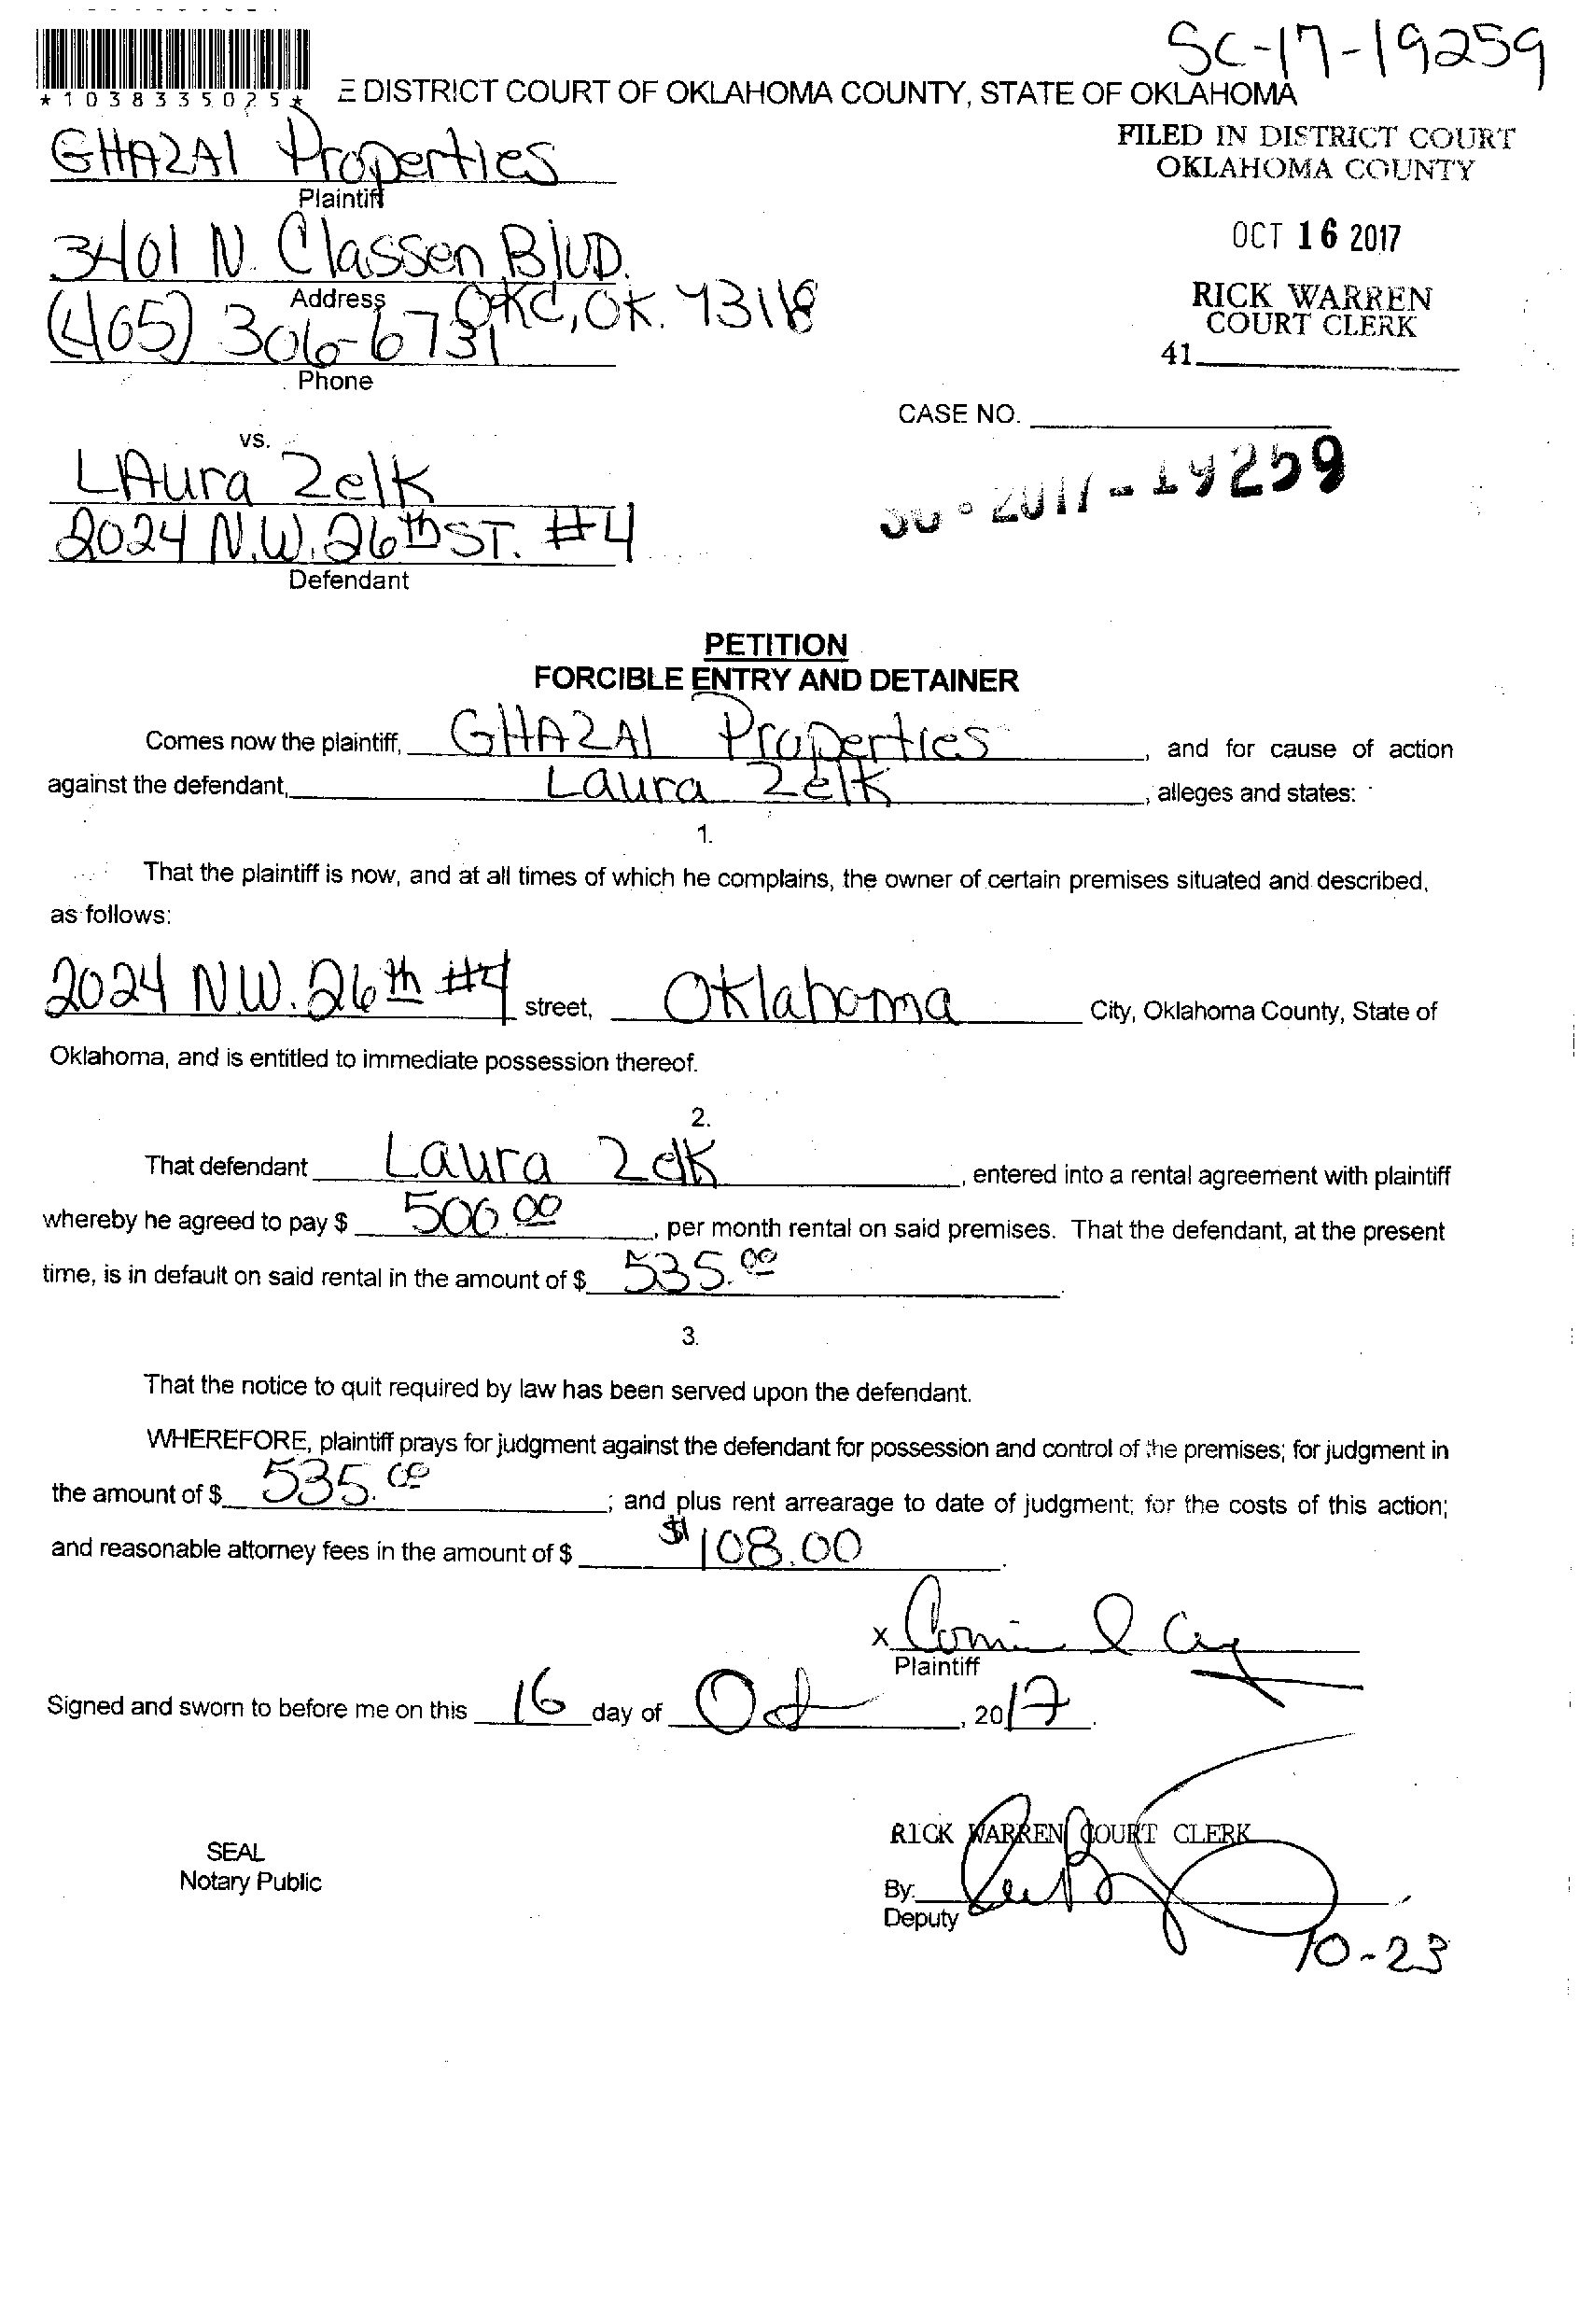 SC-17-19259
*1038335025*
E DISTRICT COURT OF OKLAHOMA COUNTY, STATE OF OKLAHOMA
FILED IN DISTRICT COURT
OKLAHOMA COUNTY
GHAZAl Properties
Plaintiff
OCT 16 2017
3401 N. Classen BlVD.
Address
OKC, OK. 73118
RICK WARREN
COURT CLERK
(405) 306-6731
Phone
41
CASE NO.
vs.
LAura Zelk
SC-2017-19259
2024 N.W. 26th ST. #4
Defendant
PETITION
FORCIBLE ENTRY AND DETAINER
Comes now the plaintiff, GHAZAl Properties, and for cause of action
against the defendant, Laura Zelk, alleges and states:
1.
That the plaintiff is now, and at all times of which he complains, the owner of certain premises situated and described,
as follows:
2024 N.W. 26th #4 street, Oklahoma City, Oklahoma County, State of
Oklahoma, and is entitled to immediate possession thereof.
2.
That defendant Laura Zelk, entered into a rental agreement with plaintiff
whereby he agreed to pay $ 500.00, per month rental on said premises. That the defendant, at the present
time, is in default on said rental in the amount of $ 535.00.
3.
That the notice to quit required by law has been served upon the defendant.
WHEREFORE, plaintiff prays for judgment against the defendant for possession and control of the premises; for judgment in
the amount of $ 535.00; and plus rent arrearage to date of judgment; for the costs of this action;
and reasonable attorney fees in the amount of $ $108.00.
x
Plaintiff
Signed and sworn to before me on this 16 day of Oct, 2017.
RICK WARREN COURT CLERK
SEAL
Notary Public
By:
Deputy
10-23